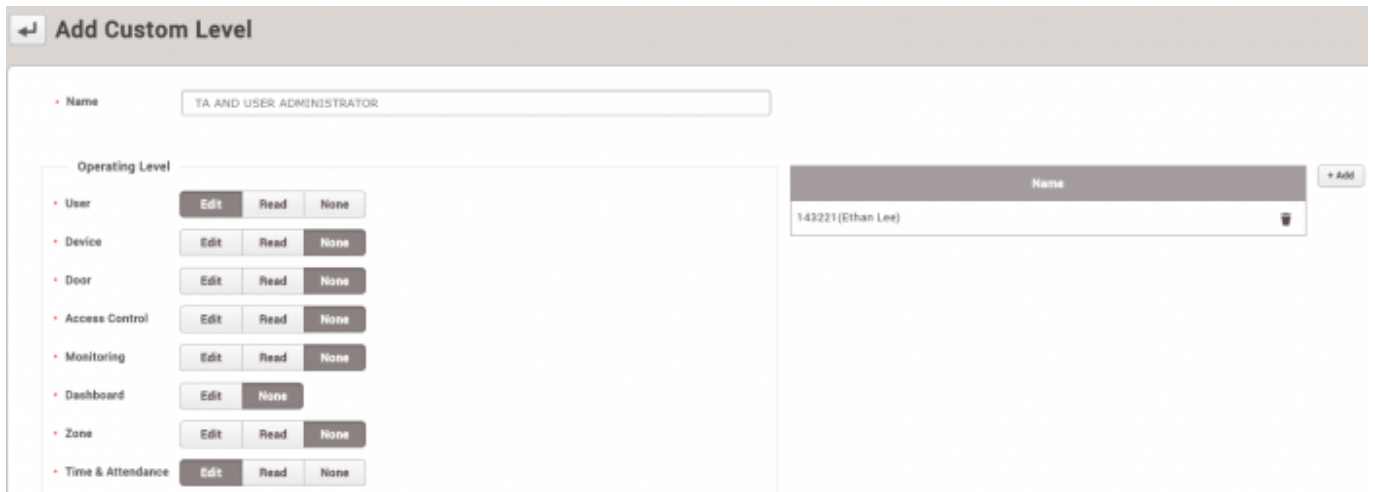 Add Custom Level
Name
TA AND USER ADMINISTRATOR
Operating Level
User Edit Read None
Device Edit Read None
Door Edit Read None
Access Control Edit Read None
Monitoring Edit Read None
Dashboard Edit None
Zone Edit Read None
Time & Attendance Edit Read None
Name
+ Add
143221(Ethan Lee)